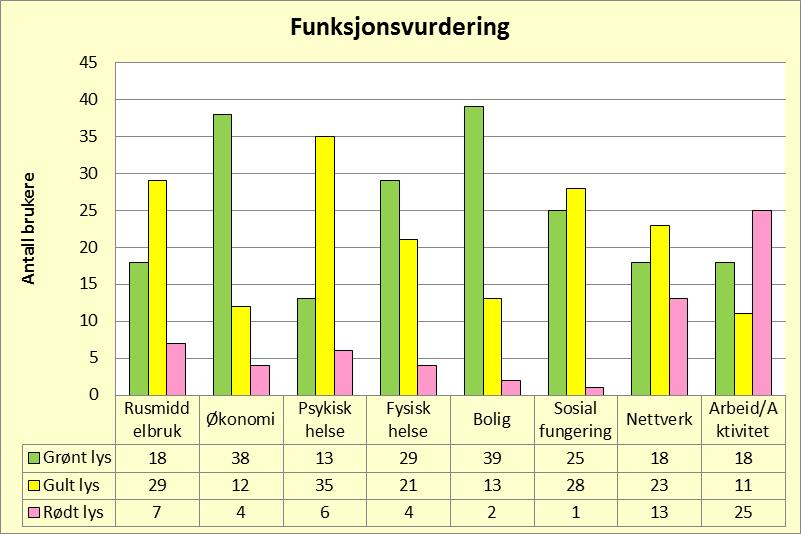 Funksjonsvurdering
Antall brukere
45
40
35
30
25
20
15
10
5
0
Rusmidd
elbruk
Økonomi
Psykisk
helse
Fysisk
helse
Bolig
Sosial
fungering
Nettverk
Arbeid/A
ktivitet
Grønt lys 18 38 13 29 39 25 18 18
Gult lys 29 12 35 21 13 28 23 11
Rødt lys 7 4 6 4 2 1 13 25